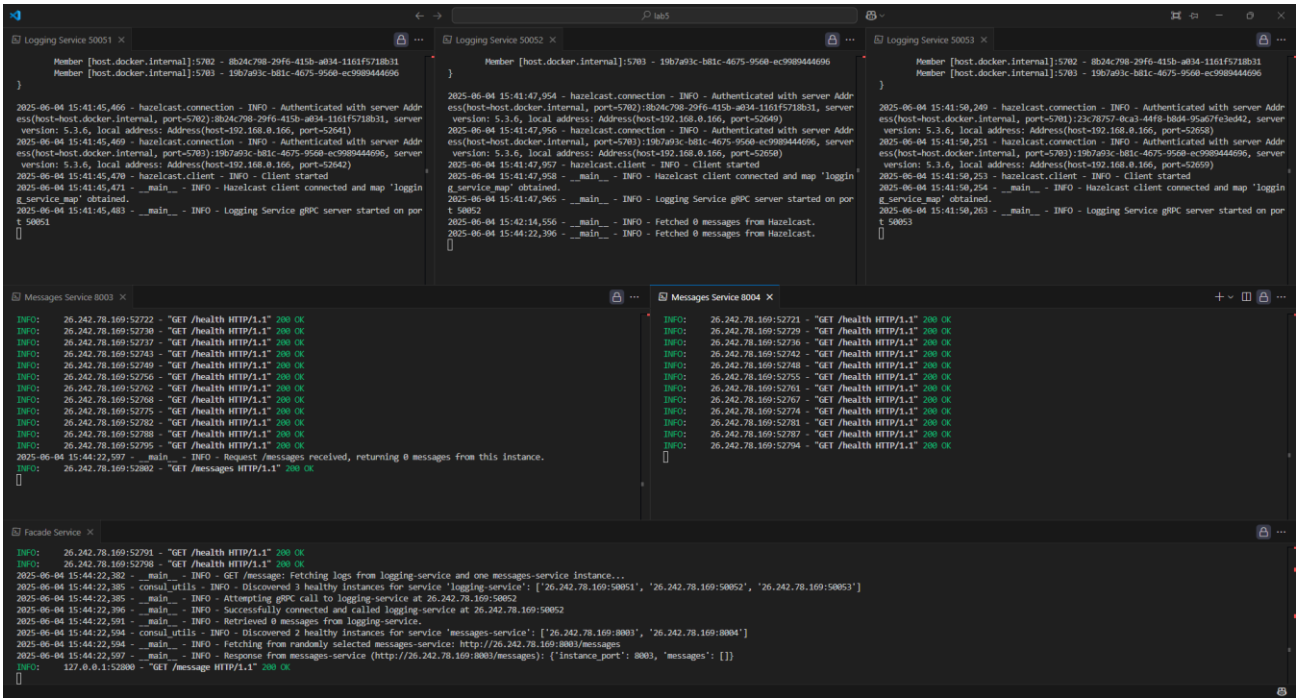 lab5
Logging Service 50051
Member [host.docker.internal]:5702 - 8b24c798-29f6-415b-a034-1161f5718b31
Member [host.docker.internal]:5703 - 19b7a93c-b81c-4675-9560-ec9989444696
}
2025-06-04 15:41:45,466 - hazelcast.connection - INFO - Authenticated with server Addr
ess(host=host.docker.internal, port=5702):8b24c798-29f6-415b-a034-1161f5718b31, server
version: 5.3.6, local address: Address(host=192.168.0.166, port=52641)
2025-06-04 15:41:45,469 - hazelcast.connection - INFO - Authenticated with server Addr
ess(host=host.docker.internal, port=5703):19b7a93c-b81c-4675-9560-ec9989444696, server
version: 5.3.6, local address: Address(host=192.168.0.166, port=52642)
2025-06-04 15:41:45,470 - hazelcast.client - INFO - Client started
2025-06-04 15:41:45,471 - __main__ - INFO - Hazelcast client connected and map 'loggin
g_service_map' obtained.
2025-06-04 15:41:45,483 - __main__ - INFO - Logging Service gRPC server started on por
t 50051
Logging Service 50052
Member [host.docker.internal]:5703 - 19b7a93c-b81c-4675-9560-ec9989444696
}
2025-06-04 15:41:47,954 - hazelcast.connection - INFO - Authenticated with server Addr
ess(host=host.docker.internal, port=5702):8b24c798-29f6-415b-a034-1161f5718b31, server
version: 5.3.6, local address: Address(host=192.168.0.166, port=52649)
2025-06-04 15:41:47,956 - hazelcast.connection - INFO - Authenticated with server Addr
ess(host=host.docker.internal, port=5703):19b7a93c-b81c-4675-9560-ec9989444696, server
version: 5.3.6, local address: Address(host=192.168.0.166, port=52650)
2025-06-04 15:41:47,957 - hazelcast.client - INFO - Client started
2025-06-04 15:41:47,958 - __main__ - INFO - Hazelcast client connected and map 'loggin
g_service_map' obtained.
2025-06-04 15:41:47,965 - __main__ - INFO - Logging Service gRPC server started on por
t 50052
2025-06-04 15:42:14,556 - __main__ - INFO - Fetched 0 messages from Hazelcast.
2025-06-04 15:44:22,396 - __main__ - INFO - Fetched 0 messages from Hazelcast.
Logging Service 50053
Member [host.docker.internal]:5702 - 8b24c798-29f6-415b-a034-1161f5718b31
Member [host.docker.internal]:5703 - 19b7a93c-b81c-4675-9560-ec9989444696
}
2025-06-04 15:41:50,249 - hazelcast.connection - INFO - Authenticated with server Addr
ess(host=host.docker.internal, port=5701):23c78757-0ca3-44f8-b8d4-95a67fe3ed42, server
version: 5.3.6, local address: Address(host=192.168.0.166, port=52658)
2025-06-04 15:41:50,251 - hazelcast.connection - INFO - Authenticated with server Addr
ess(host=host.docker.internal, port=5703):19b7a93c-b81c-4675-9560-ec9989444696, server
version: 5.3.6, local address: Address(host=192.168.0.166, port=52659)
2025-06-04 15:41:50,253 - hazelcast.client - INFO - Client started
2025-06-04 15:41:50,254 - __main__ - INFO - Hazelcast client connected and map 'loggin
g_service_map' obtained.
2025-06-04 15:41:50,263 - __main__ - INFO - Logging Service gRPC server started on por
t 50053
Messages Service 8003
INFO: 26.242.78.169:52722 - "GET /health HTTP/1.1" 200 OK
INFO: 26.242.78.169:52730 - "GET /health HTTP/1.1" 200 OK
INFO: 26.242.78.169:52737 - "GET /health HTTP/1.1" 200 OK
INFO: 26.242.78.169:52743 - "GET /health HTTP/1.1" 200 OK
INFO: 26.242.78.169:52749 - "GET /health HTTP/1.1" 200 OK
INFO: 26.242.78.169:52756 - "GET /health HTTP/1.1" 200 OK
INFO: 26.242.78.169:52762 - "GET /health HTTP/1.1" 200 OK
INFO: 26.242.78.169:52768 - "GET /health HTTP/1.1" 200 OK
INFO: 26.242.78.169:52775 - "GET /health HTTP/1.1" 200 OK
INFO: 26.242.78.169:52782 - "GET /health HTTP/1.1" 200 OK
INFO: 26.242.78.169:52788 - "GET /health HTTP/1.1" 200 OK
INFO: 26.242.78.169:52795 - "GET /health HTTP/1.1" 200 OK
2025-06-04 15:44:22,597 - __main__ - INFO - Request /messages received, returning 0 messages from this instance.
INFO: 26.242.78.169:52802 - "GET /messages HTTP/1.1" 200 OK
Messages Service 8004
INFO: 26.242.78.169:52721 - "GET /health HTTP/1.1" 200 OK
INFO: 26.242.78.169:52729 - "GET /health HTTP/1.1" 200 OK
INFO: 26.242.78.169:52736 - "GET /health HTTP/1.1" 200 OK
INFO: 26.242.78.169:52742 - "GET /health HTTP/1.1" 200 OK
INFO: 26.242.78.169:52748 - "GET /health HTTP/1.1" 200 OK
INFO: 26.242.78.169:52755 - "GET /health HTTP/1.1" 200 OK
INFO: 26.242.78.169:52761 - "GET /health HTTP/1.1" 200 OK
INFO: 26.242.78.169:52767 - "GET /health HTTP/1.1" 200 OK
INFO: 26.242.78.169:52774 - "GET /health HTTP/1.1" 200 OK
INFO: 26.242.78.169:52781 - "GET /health HTTP/1.1" 200 OK
INFO: 26.242.78.169:52787 - "GET /health HTTP/1.1" 200 OK
INFO: 26.242.78.169:52794 - "GET /health HTTP/1.1" 200 OK
Facade Service
INFO: 26.242.78.169:52791 - "GET /health HTTP/1.1" 200 OK
INFO: 26.242.78.169:52798 - "GET /health HTTP/1.1" 200 OK
2025-06-04 15:44:22,382 - __main__ - INFO - GET /message: Fetching logs from logging-service and one messages-service instance...
2025-06-04 15:44:22,385 - consul_utils - INFO - Discovered 3 healthy instances for service 'logging-service': ['26.242.78.169:50051', '26.242.78.169:50052', '26.242.78.169:50053']
2025-06-04 15:44:22,385 - __main__ - INFO - Attempting gRPC call to logging-service at 26.242.78.169:50052
2025-06-04 15:44:22,396 - __main__ - INFO - Successfully connected and called logging-service at 26.242.78.169:50052
2025-06-04 15:44:22,591 - __main__ - INFO - Retrieved 0 messages from logging-service.
2025-06-04 15:44:22,594 - consul_utils - INFO - Discovered 2 healthy instances for service 'messages-service': ['26.242.78.169:8003', '26.242.78.169:8004']
2025-06-04 15:44:22,594 - __main__ - INFO - Fetching from randomly selected messages-service: http://26.242.78.169:8003/messages
2025-06-04 15:44:22,597 - __main__ - INFO - Response from messages-service (http://26.242.78.169:8003/messages): {'instance_port': 8003, 'messages': []}
INFO: 127.0.0.1:52800 - "GET /message HTTP/1.1" 200 OK